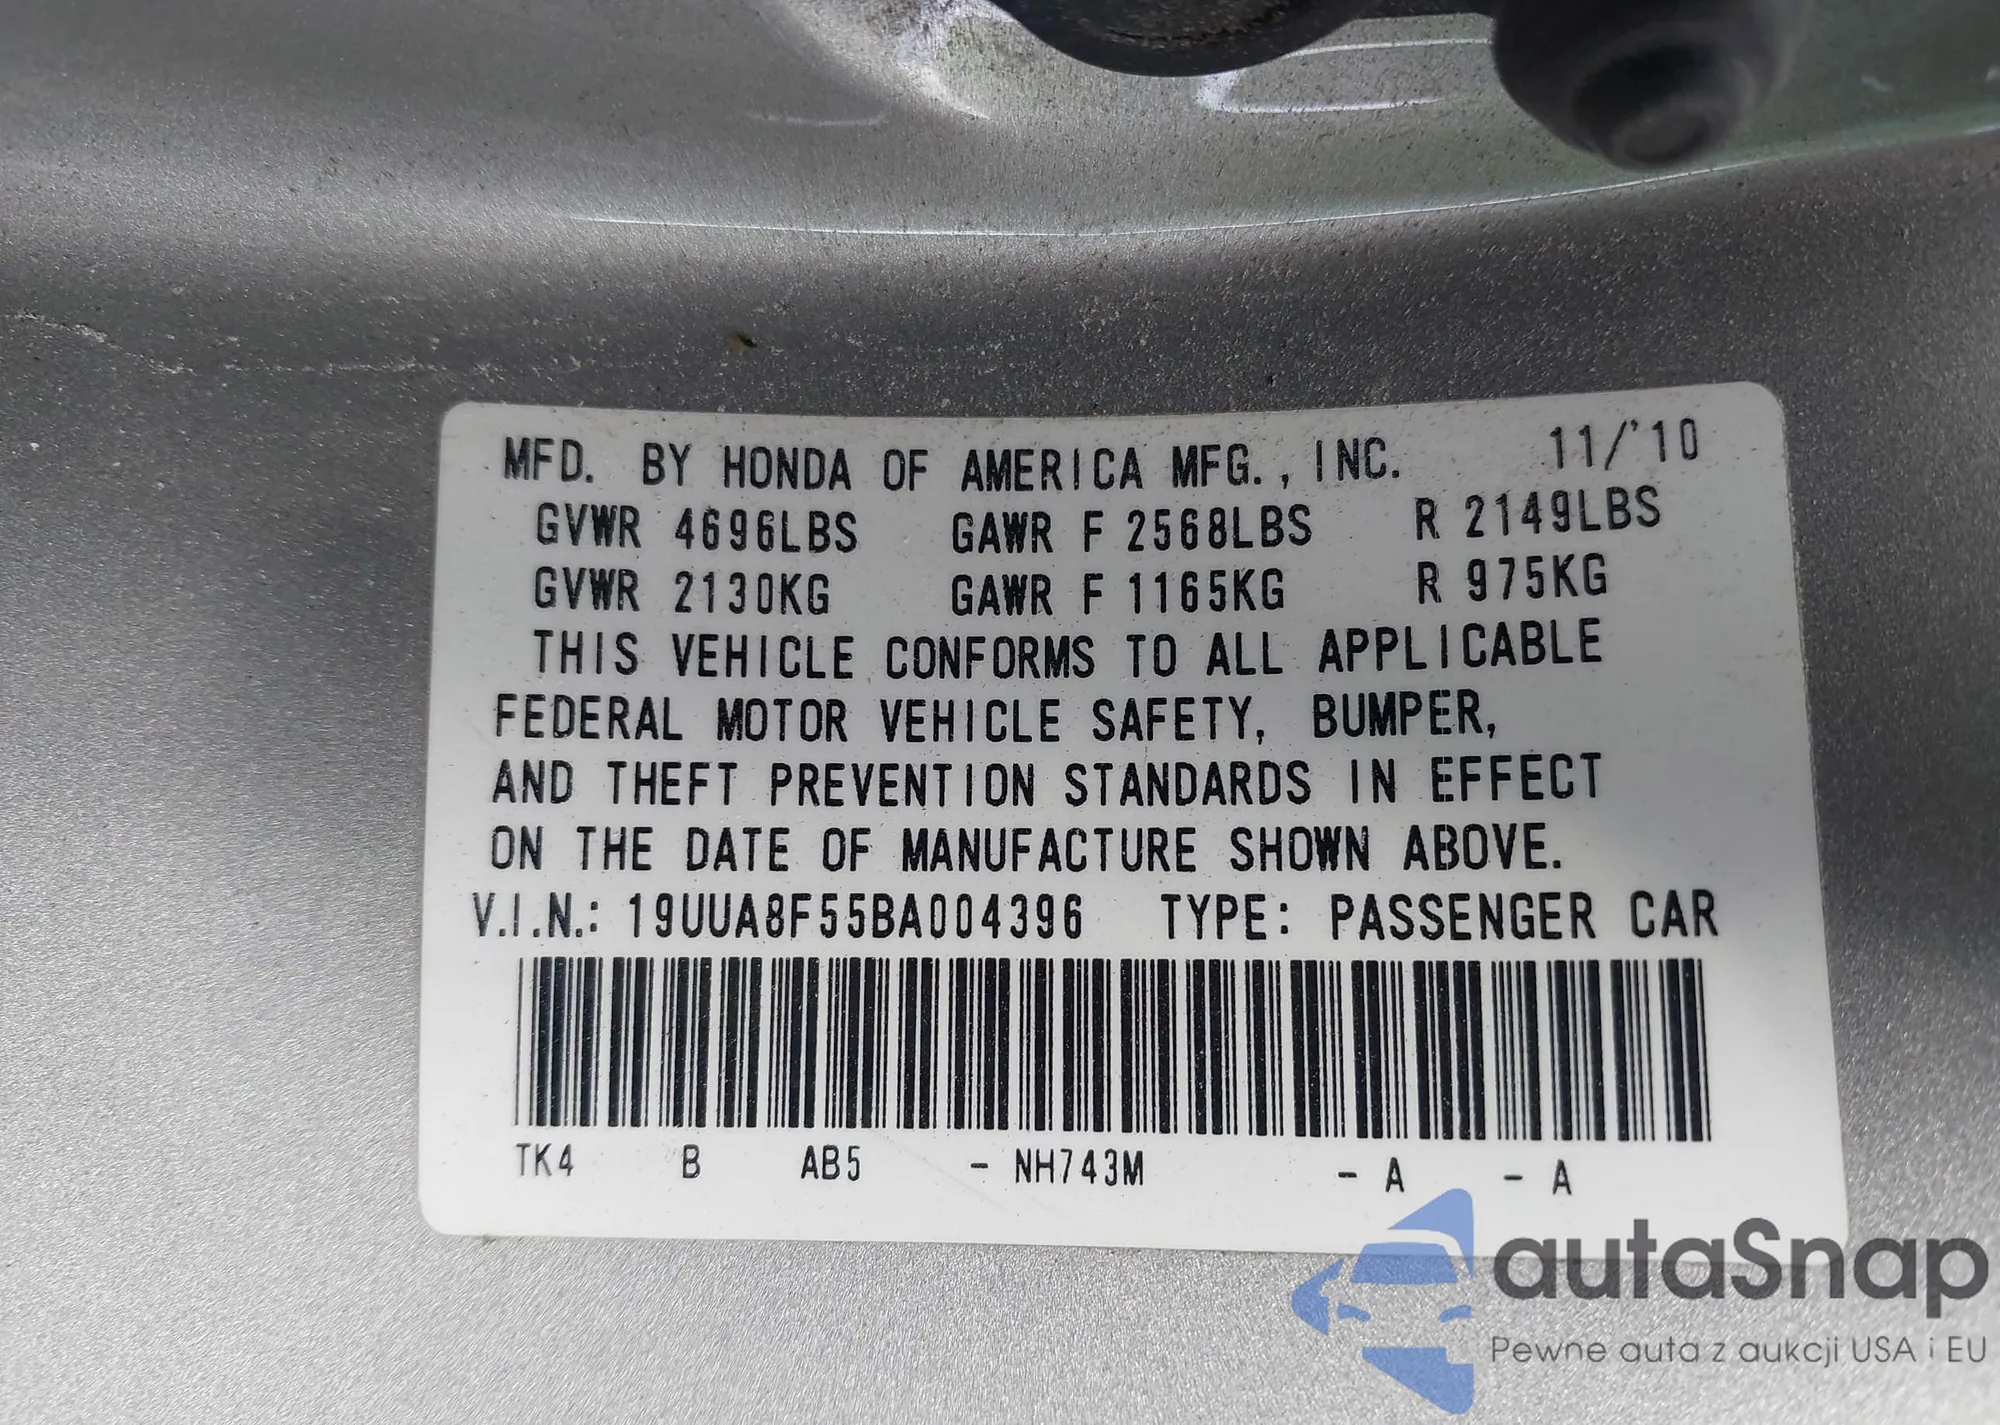 MFD. BY HONDA OF AMERICA MFG., INC. 11/'10
GVWR 4696LBS GAWR F 2568LBS R 2149LBS
GVWR 2130KG GAWR F 1165KG R 975KG
THIS VEHICLE CONFORMS TO ALL APPLICABLE
FEDERAL MOTOR VEHICLE SAFETY, BUMPER,
AND THEFT PREVENTION STANDARDS IN EFFECT
ON THE DATE OF MANUFACTURE SHOWN ABOVE.
V.I.N.: 19UUA8F55BA004396 TYPE: PASSENGER CAR
TK4 B AB5 - NH743M - A - A
autaSnap
Pewne auta z aukcji USA i EU